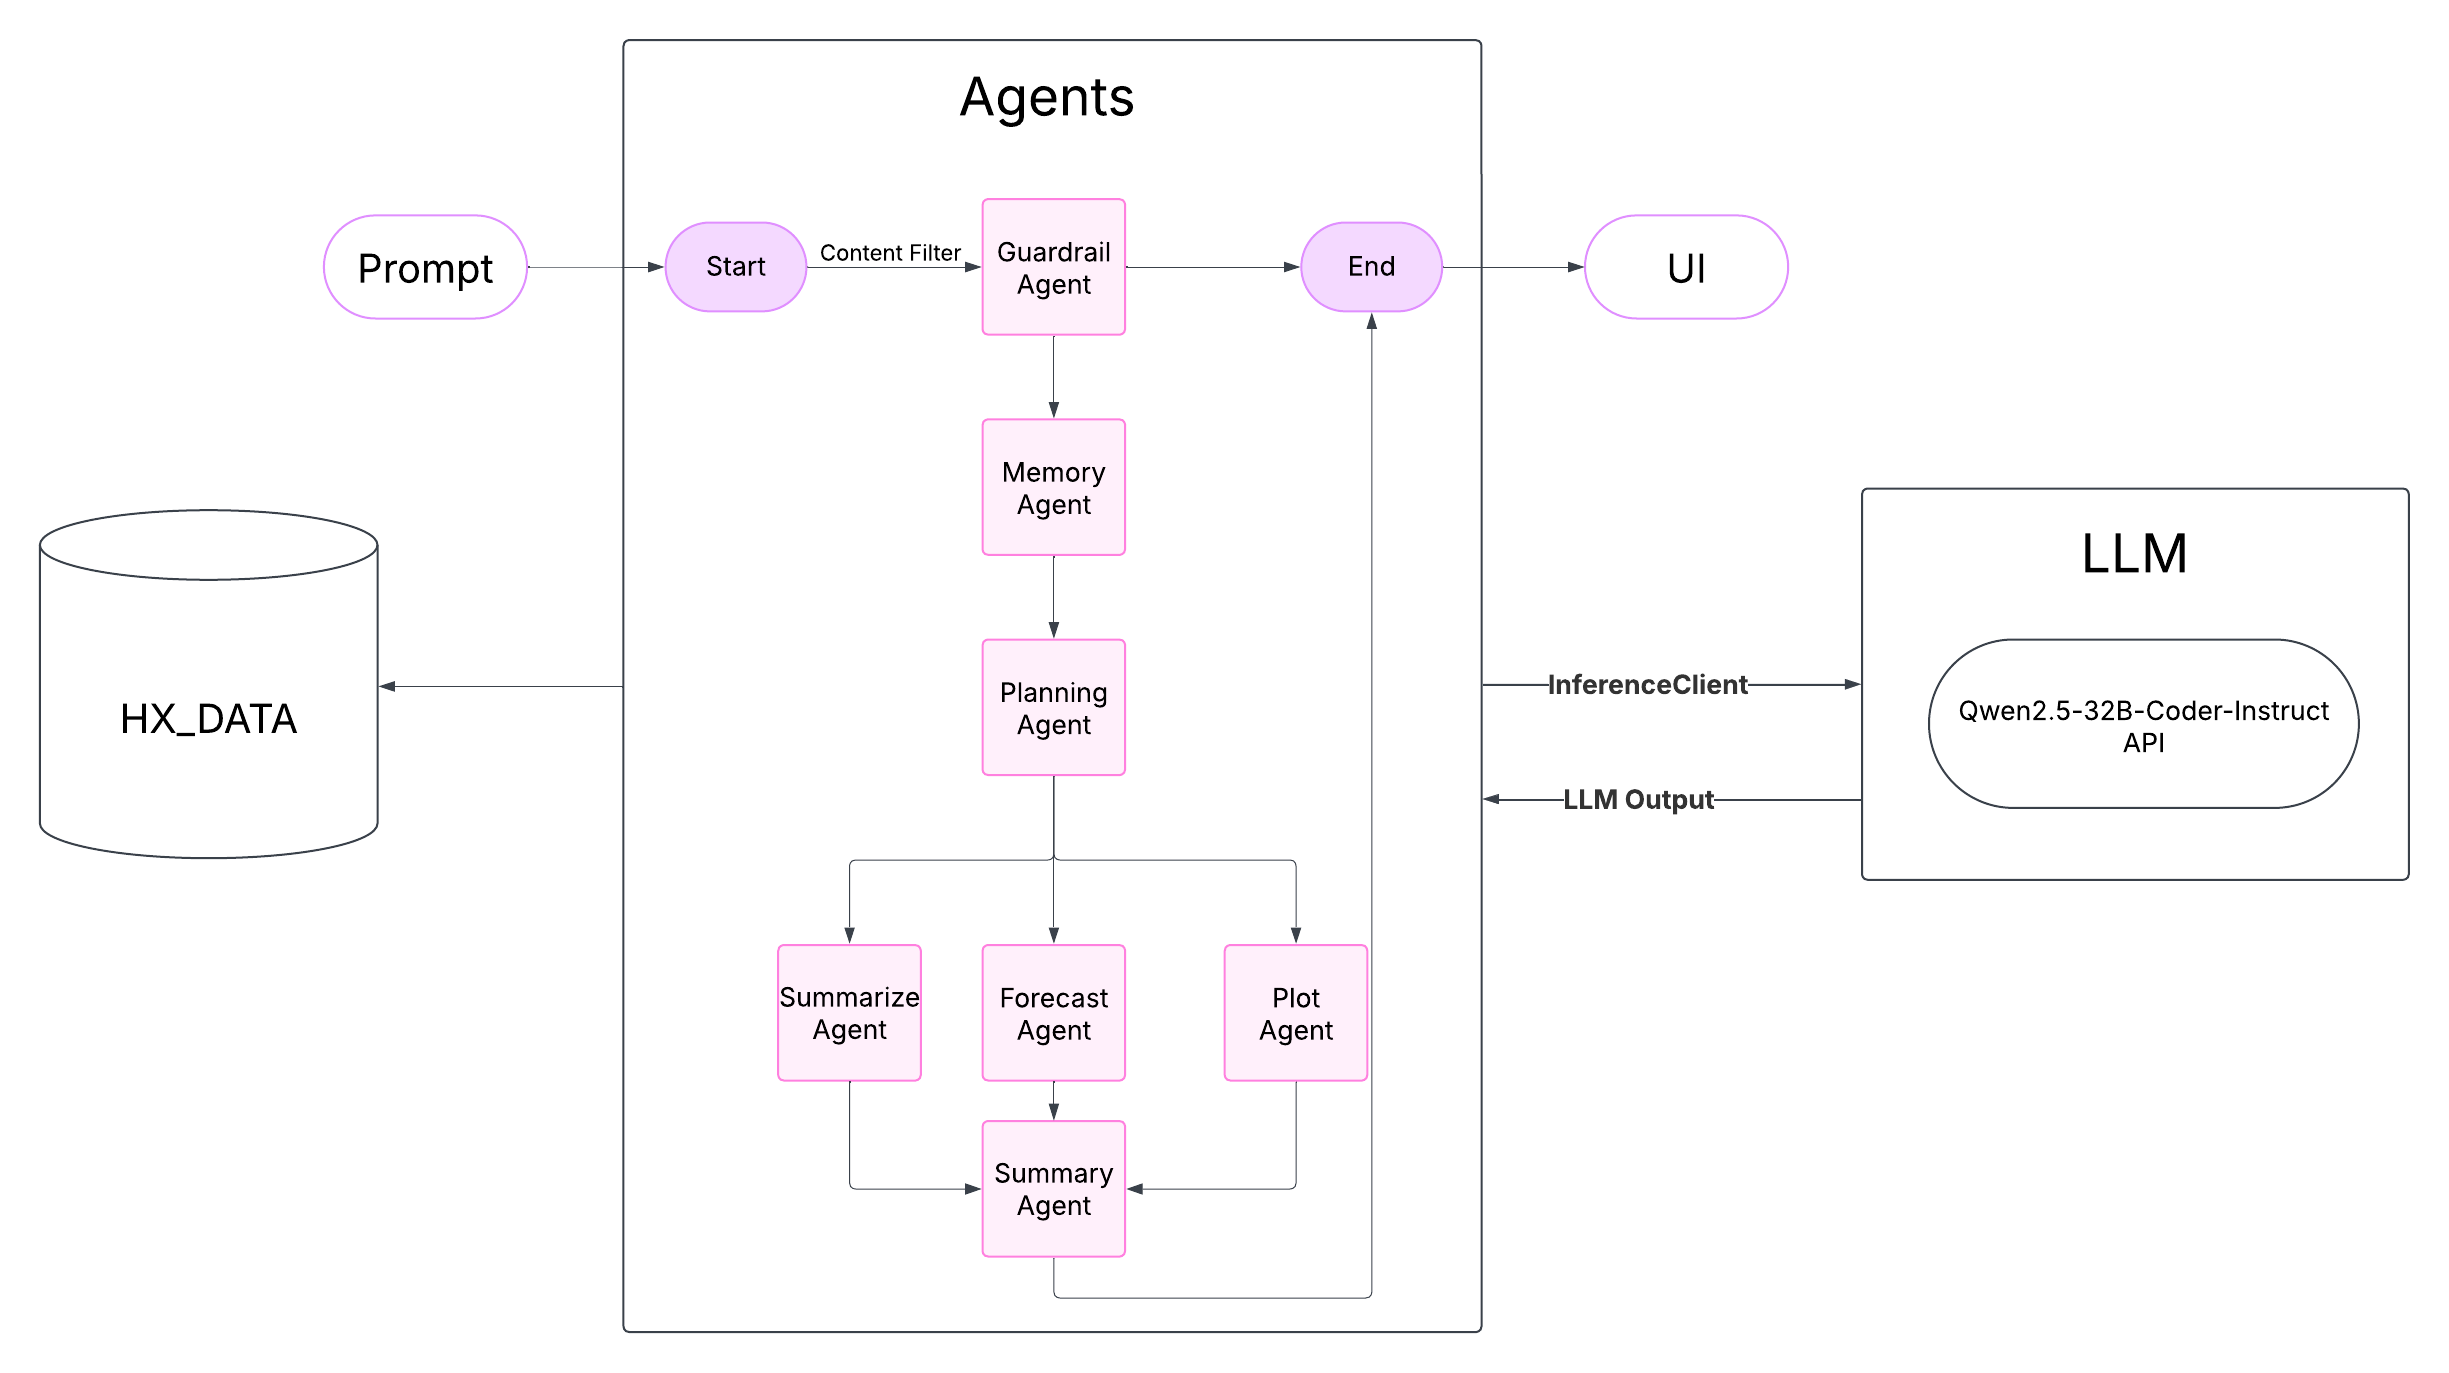 Agents
Prompt
Start
Content Filter
Guardrail
Agent
End
UI
Memory
Agent
Planning
Agent
HX_DATA
InferenceClient
LLM Output
LLM
Qwen2.5-32B-Coder-Instruct
API
Summarize
Agent
Forecast
Agent
Plot
Agent
Summary
Agent